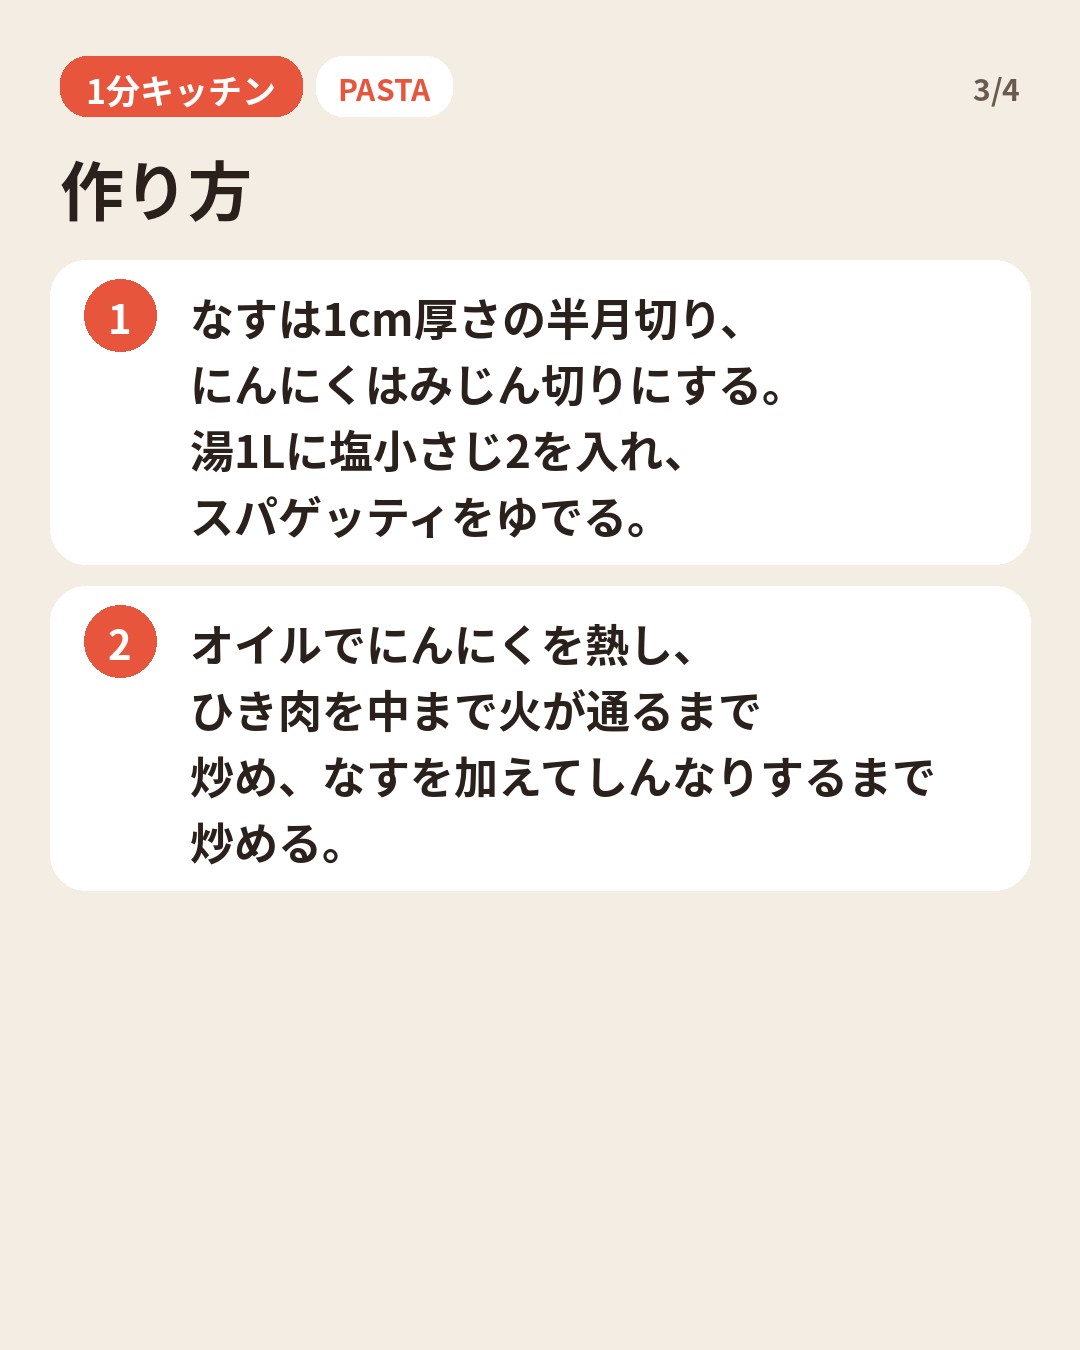 1分キッチン PASTA 3/4
作り方
1 なすは1cm厚さの半月切り、
にんにくはみじん切りにする。
湯1Lに塩小さじ2を入れ、
スパゲッティをゆでる。
2 オイルでにんにくを熱し、
ひき肉を中まで火が通るまで
炒め、なすを加えてしんなりするまで
炒める。